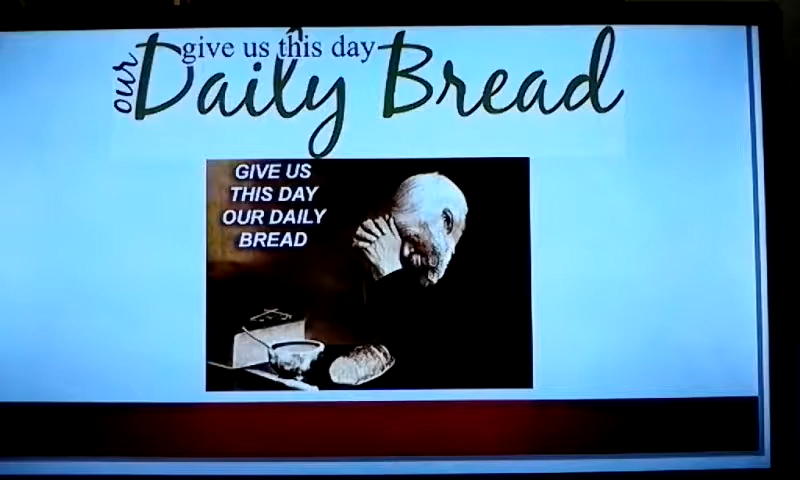 give us this day
our Daily Bread
GIVE US
THIS DAY
OUR DAILY
BREAD